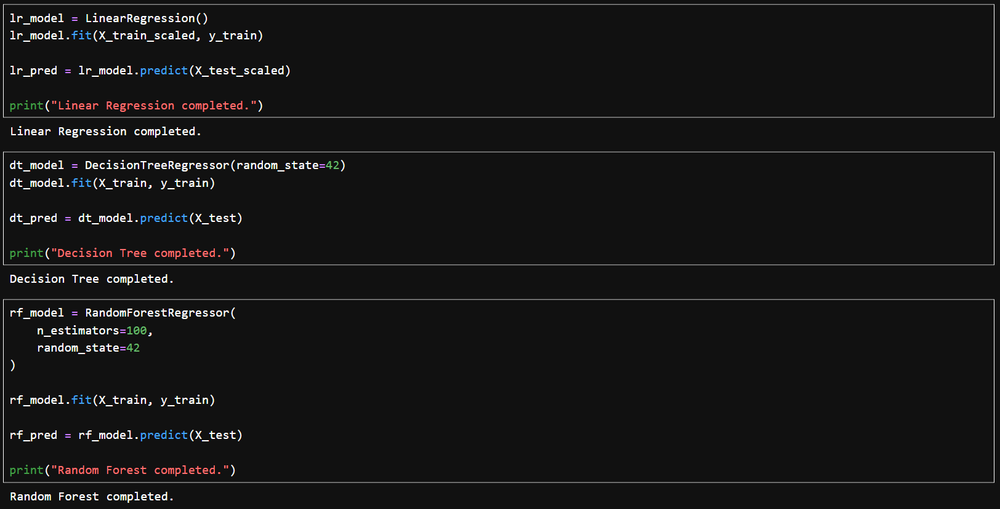 lr_model = LinearRegression()
lr_model.fit(X_train_scaled, y_train)
lr_pred = lr_model.predict(X_test_scaled)
print("Linear Regression completed.")
Linear Regression completed.
dt_model = DecisionTreeRegressor(random_state=42)
dt_model.fit(X_train, y_train)
dt_pred = dt_model.predict(X_test)
print("Decision Tree completed.")
Decision Tree completed.
rf_model = RandomForestRegressor(
    n_estimators=100,
    random_state=42
)
rf_model.fit(X_train, y_train)
rf_pred = rf_model.predict(X_test)
print("Random Forest completed.")
Random Forest completed.